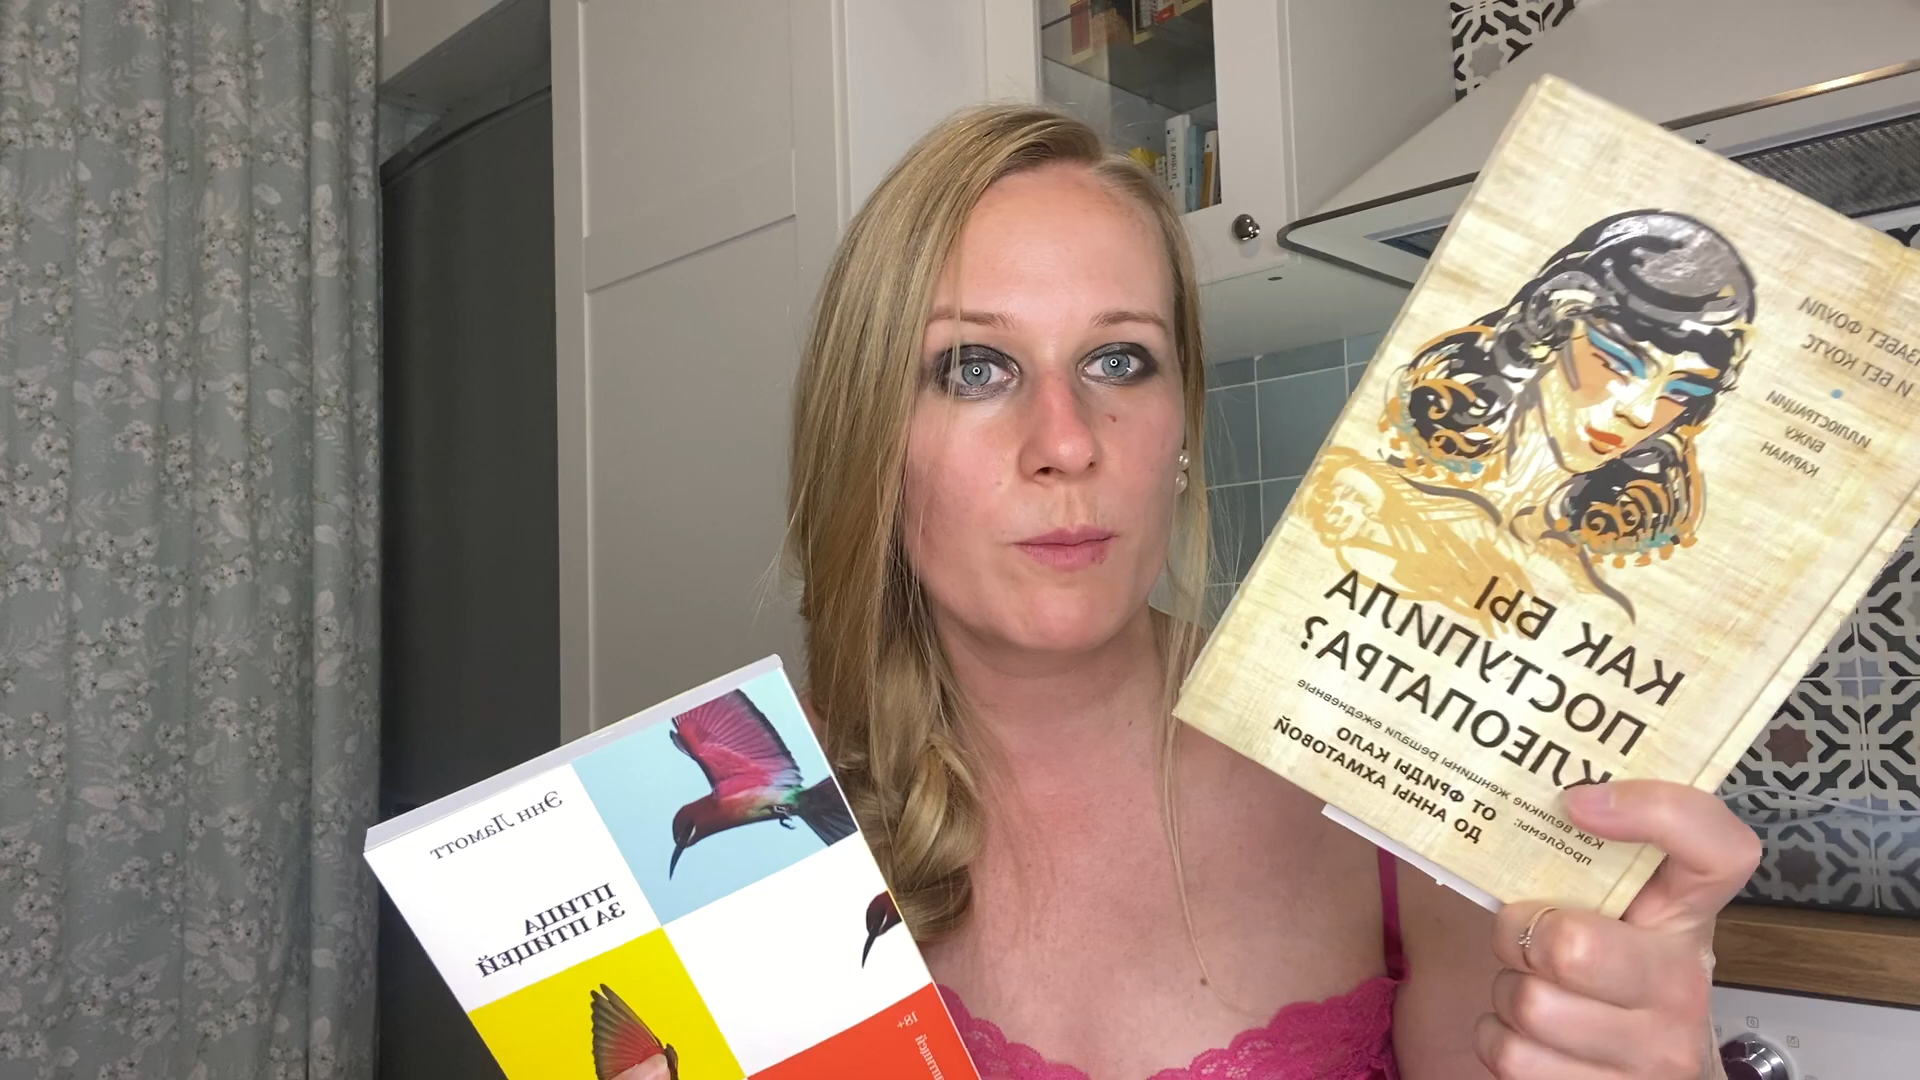 Энн Ламотт
ПТИЦА
ЗА ПТИЦЕЙ
18+
И БЕТ КОУТС
ИЛЛЮСТРАЦИИ
БИЖУ
КАРМАН
КАК БЫ
ПОСТУПИЛА
КЛЕОПАТРА?
Как великие женщины решали ежедневные
проблемы:
ОТ ФРИДЫ КАЛО
ДО АННЫ АХМАТОВОЙ